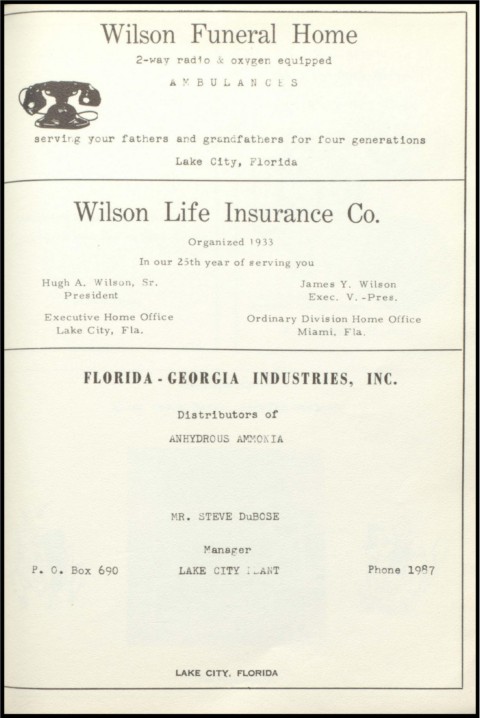 Wilson Funeral Home
2-way radio & oxygen equipped
AMBULANCES
serving your fathers and grandfathers for four generations
Lake City, Florida
Wilson Life Insurance Co.
Organized 1933
In our 25th year of serving you
Hugh A. Wilson, Sr.
President
James Y. Wilson
Exec. V.-Pres.
Executive Home Office
Lake City, Fla.
Ordinary Division Home Office
Miami, Fla.
FLORIDA - GEORGIA INDUSTRIES, INC.
Distributors of
ANHYDROUS AMMONIA
MR. STEVE DuBOSE
Manager
P. O. Box 690 LAKE CITY PLANT Phone 1987
LAKE CITY, FLORIDA